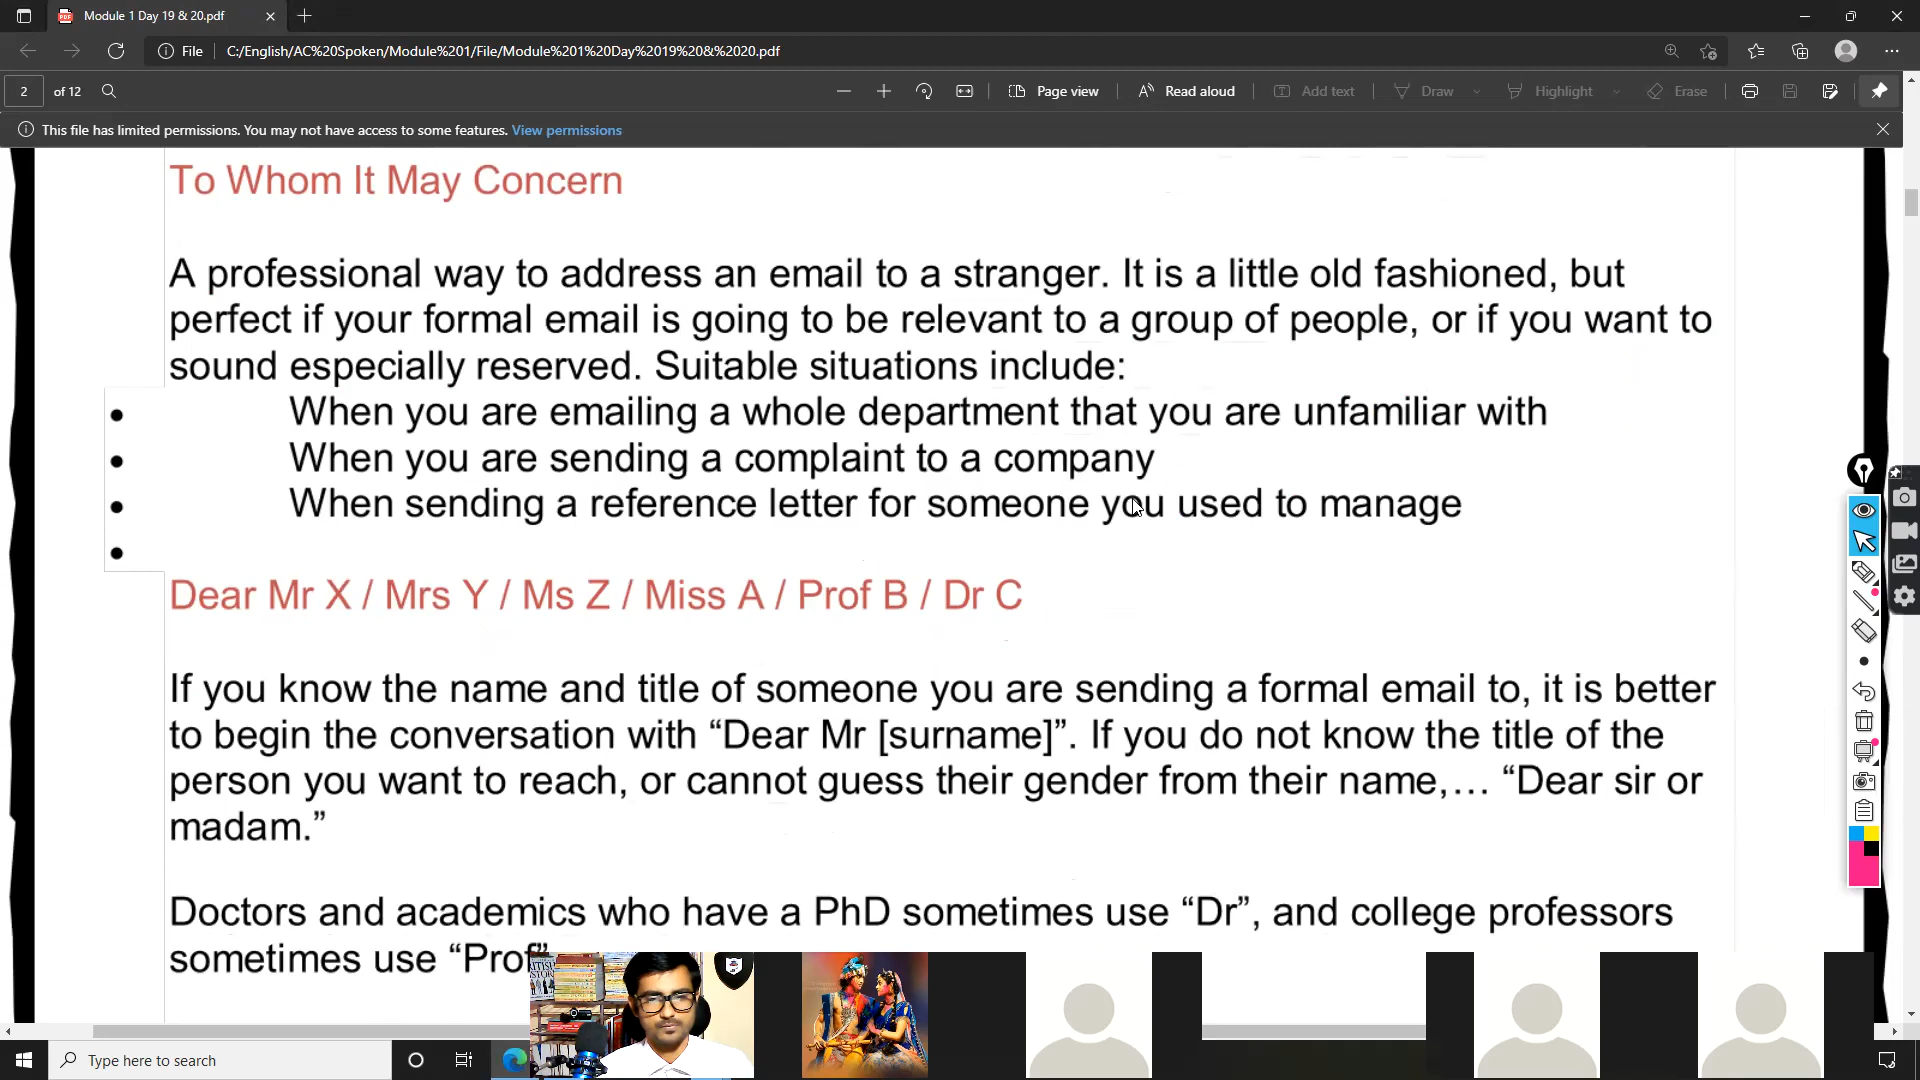 Module 1 Day 19 & 20.pdf
File
C:/English/AC%20Spoken/Module%201/File/Module%201%20Day%2019%20&%2020.pdf
2
of 12
Page view
Read aloud
Add text
Draw
Highlight
Erase
This file has limited permissions. You may not have access to some features. View permissions
To Whom It May Concern
A professional way to address an email to a stranger. It is a little old fashioned, but
perfect if your formal email is going to be relevant to a group of people, or if you want to
sound especially reserved. Suitable situations include:
• When you are emailing a whole department that you are unfamiliar with
• When you are sending a complaint to a company
• When sending a reference letter for someone you used to manage
•
Dear Mr X / Mrs Y / Ms Z / Miss A / Prof B / Dr C
If you know the name and title of someone you are sending a formal email to, it is better
to begin the conversation with “Dear Mr [surname]”. If you do not know the title of the
person you want to reach, or cannot guess their gender from their name,… “Dear sir or
madam.”
Doctors and academics who have a PhD sometimes use “Dr”, and college professors
sometimes use “Prof”
Type here to search